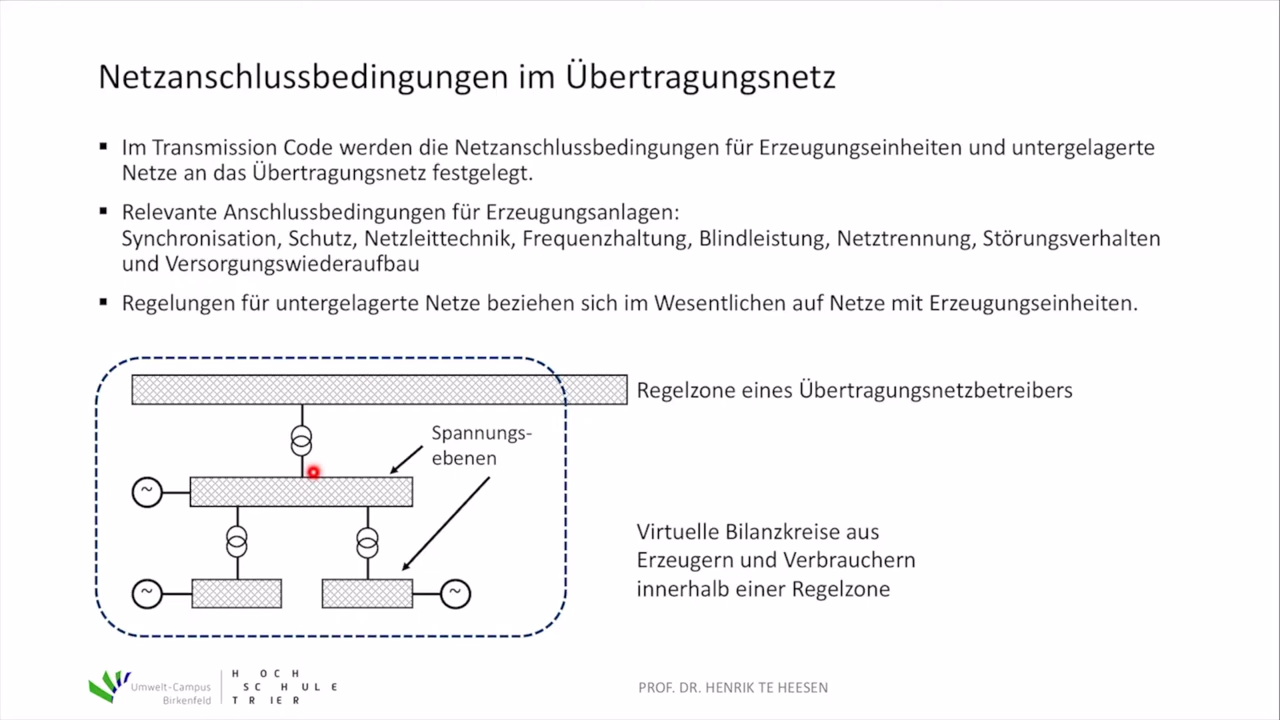 Netzanschlussbedingungen im Übertragungsnetz
▪ Im Transmission Code werden die Netzanschlussbedingungen für Erzeugungseinheiten und untergelagerte
Netze an das Übertragungsnetz festgelegt.
▪ Relevante Anschlussbedingungen für Erzeugungsanlagen:
Synchronisation, Schutz, Netzleittechnik, Frequenzhaltung, Blindleistung, Netztrennung, Störungsverhalten
und Versorgungswiederaufbau
▪ Regelungen für untergelagerte Netze beziehen sich im Wesentlichen auf Netze mit Erzeugungseinheiten.
Regelzone eines Übertragungsnetzbetreibers
Spannungs-
ebenen
~
~
~
Virtuelle Bilanzkreise aus
Erzeugern und Verbrauchern
innerhalb einer Regelzone
Umwelt-Campus
Birkenfeld
HOCH
SCHULE
TRIER
PROF. DR. HENRIK TE HEESEN